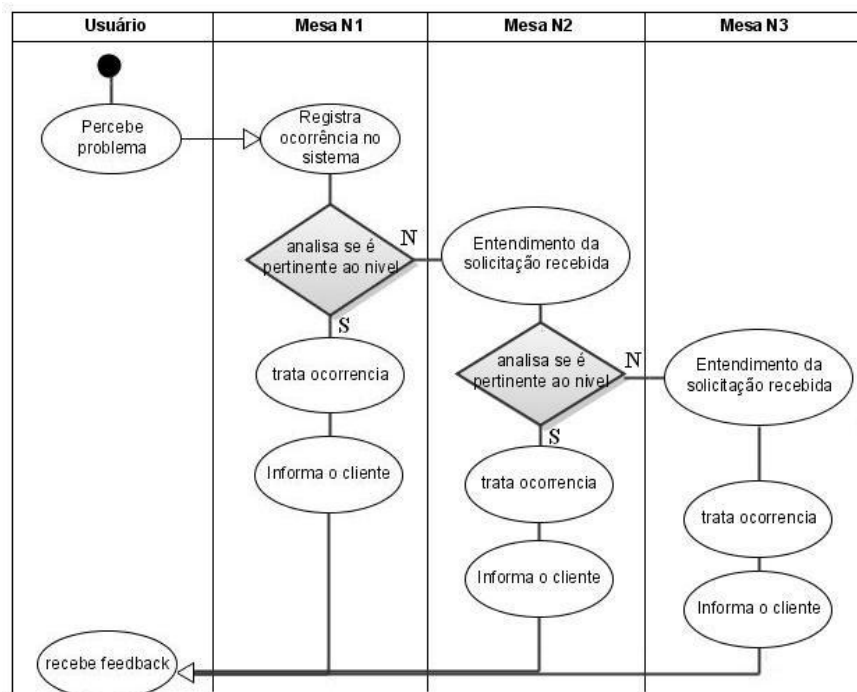 Usuário
Mesa N1
Mesa N2
Mesa N3
Percebe
problema
Registra
ocorrência no
sistema
analisa se é
pertinente ao nivel
N
S
Entendimento da
solicitação recebida
trata ocorrencia
Informa o cliente
analisa se é
pertinente ao nivel
N
S
Entendimento da
solicitação recebida
trata ocorrencia
Informa o cliente
trata ocorrencia
Informa o cliente
recebe feedback